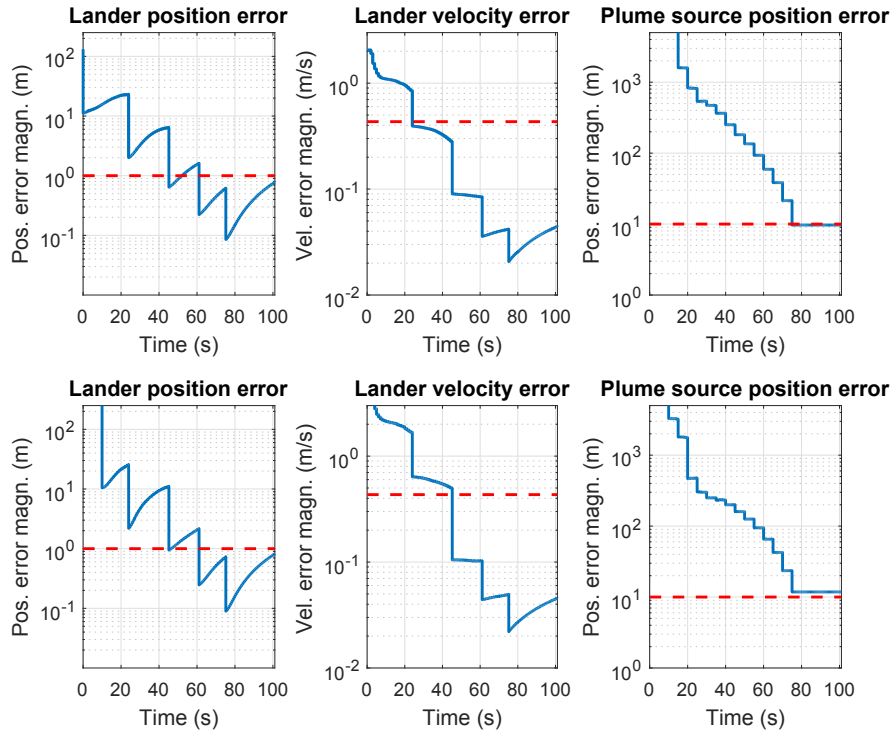 Lander position error
Lander velocity error
Plume source position error
Pos. error magn. (m)
10^2
10^1
10^0
10^-1
0 20 40 60 80 100
Time (s)
Vel. error magn. (m/s)
10^0
10^-1
10^-2
0 20 40 60 80 100
Time (s)
Pos. error magn. (m)
10^3
10^2
10^1
10^0
0 20 40 60 80 100
Time (s)
Lander position error
Lander velocity error
Plume source position error
Pos. error magn. (m)
10^2
10^1
10^0
10^-1
0 20 40 60 80 100
Time (s)
Vel. error magn. (m/s)
10^0
10^-1
10^-2
0 20 40 60 80 100
Time (s)
Pos. error magn. (m)
10^3
10^2
10^1
10^0
0 20 40 60 80 100
Time (s)